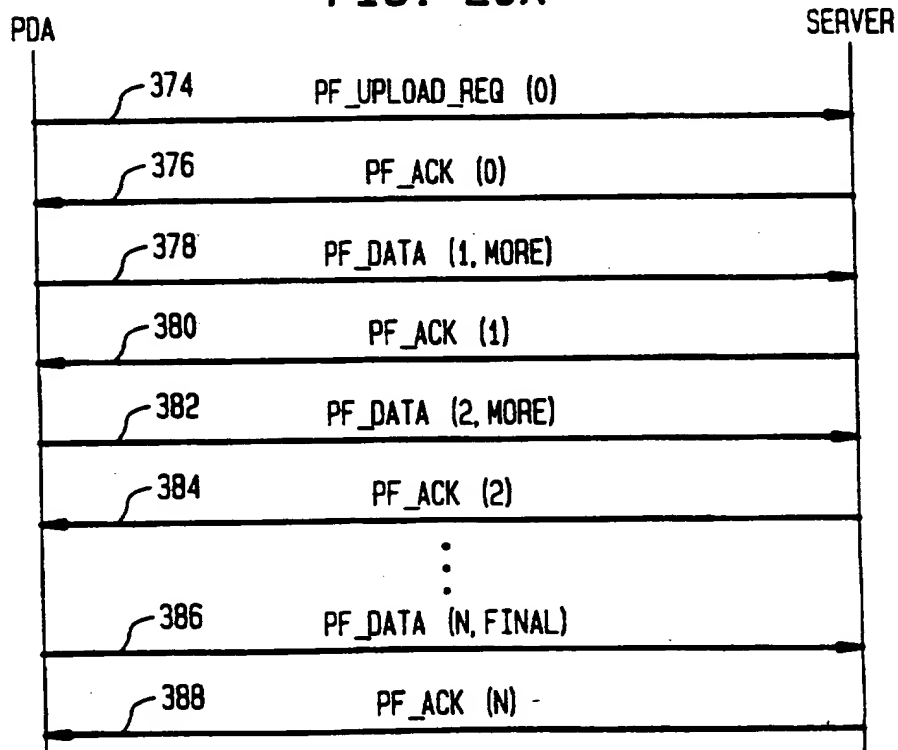 PDA
SERVER
374
PF_UPLOAD_REQ (0)
376
PF_ACK (0)
378
PF_DATA (1, MORE)
380
PF_ACK (1)
382
PF_DATA (2, MORE)
384
PF_ACK (2)
386
PF_DATA (N, FINAL)
388
PF_ACK (N)